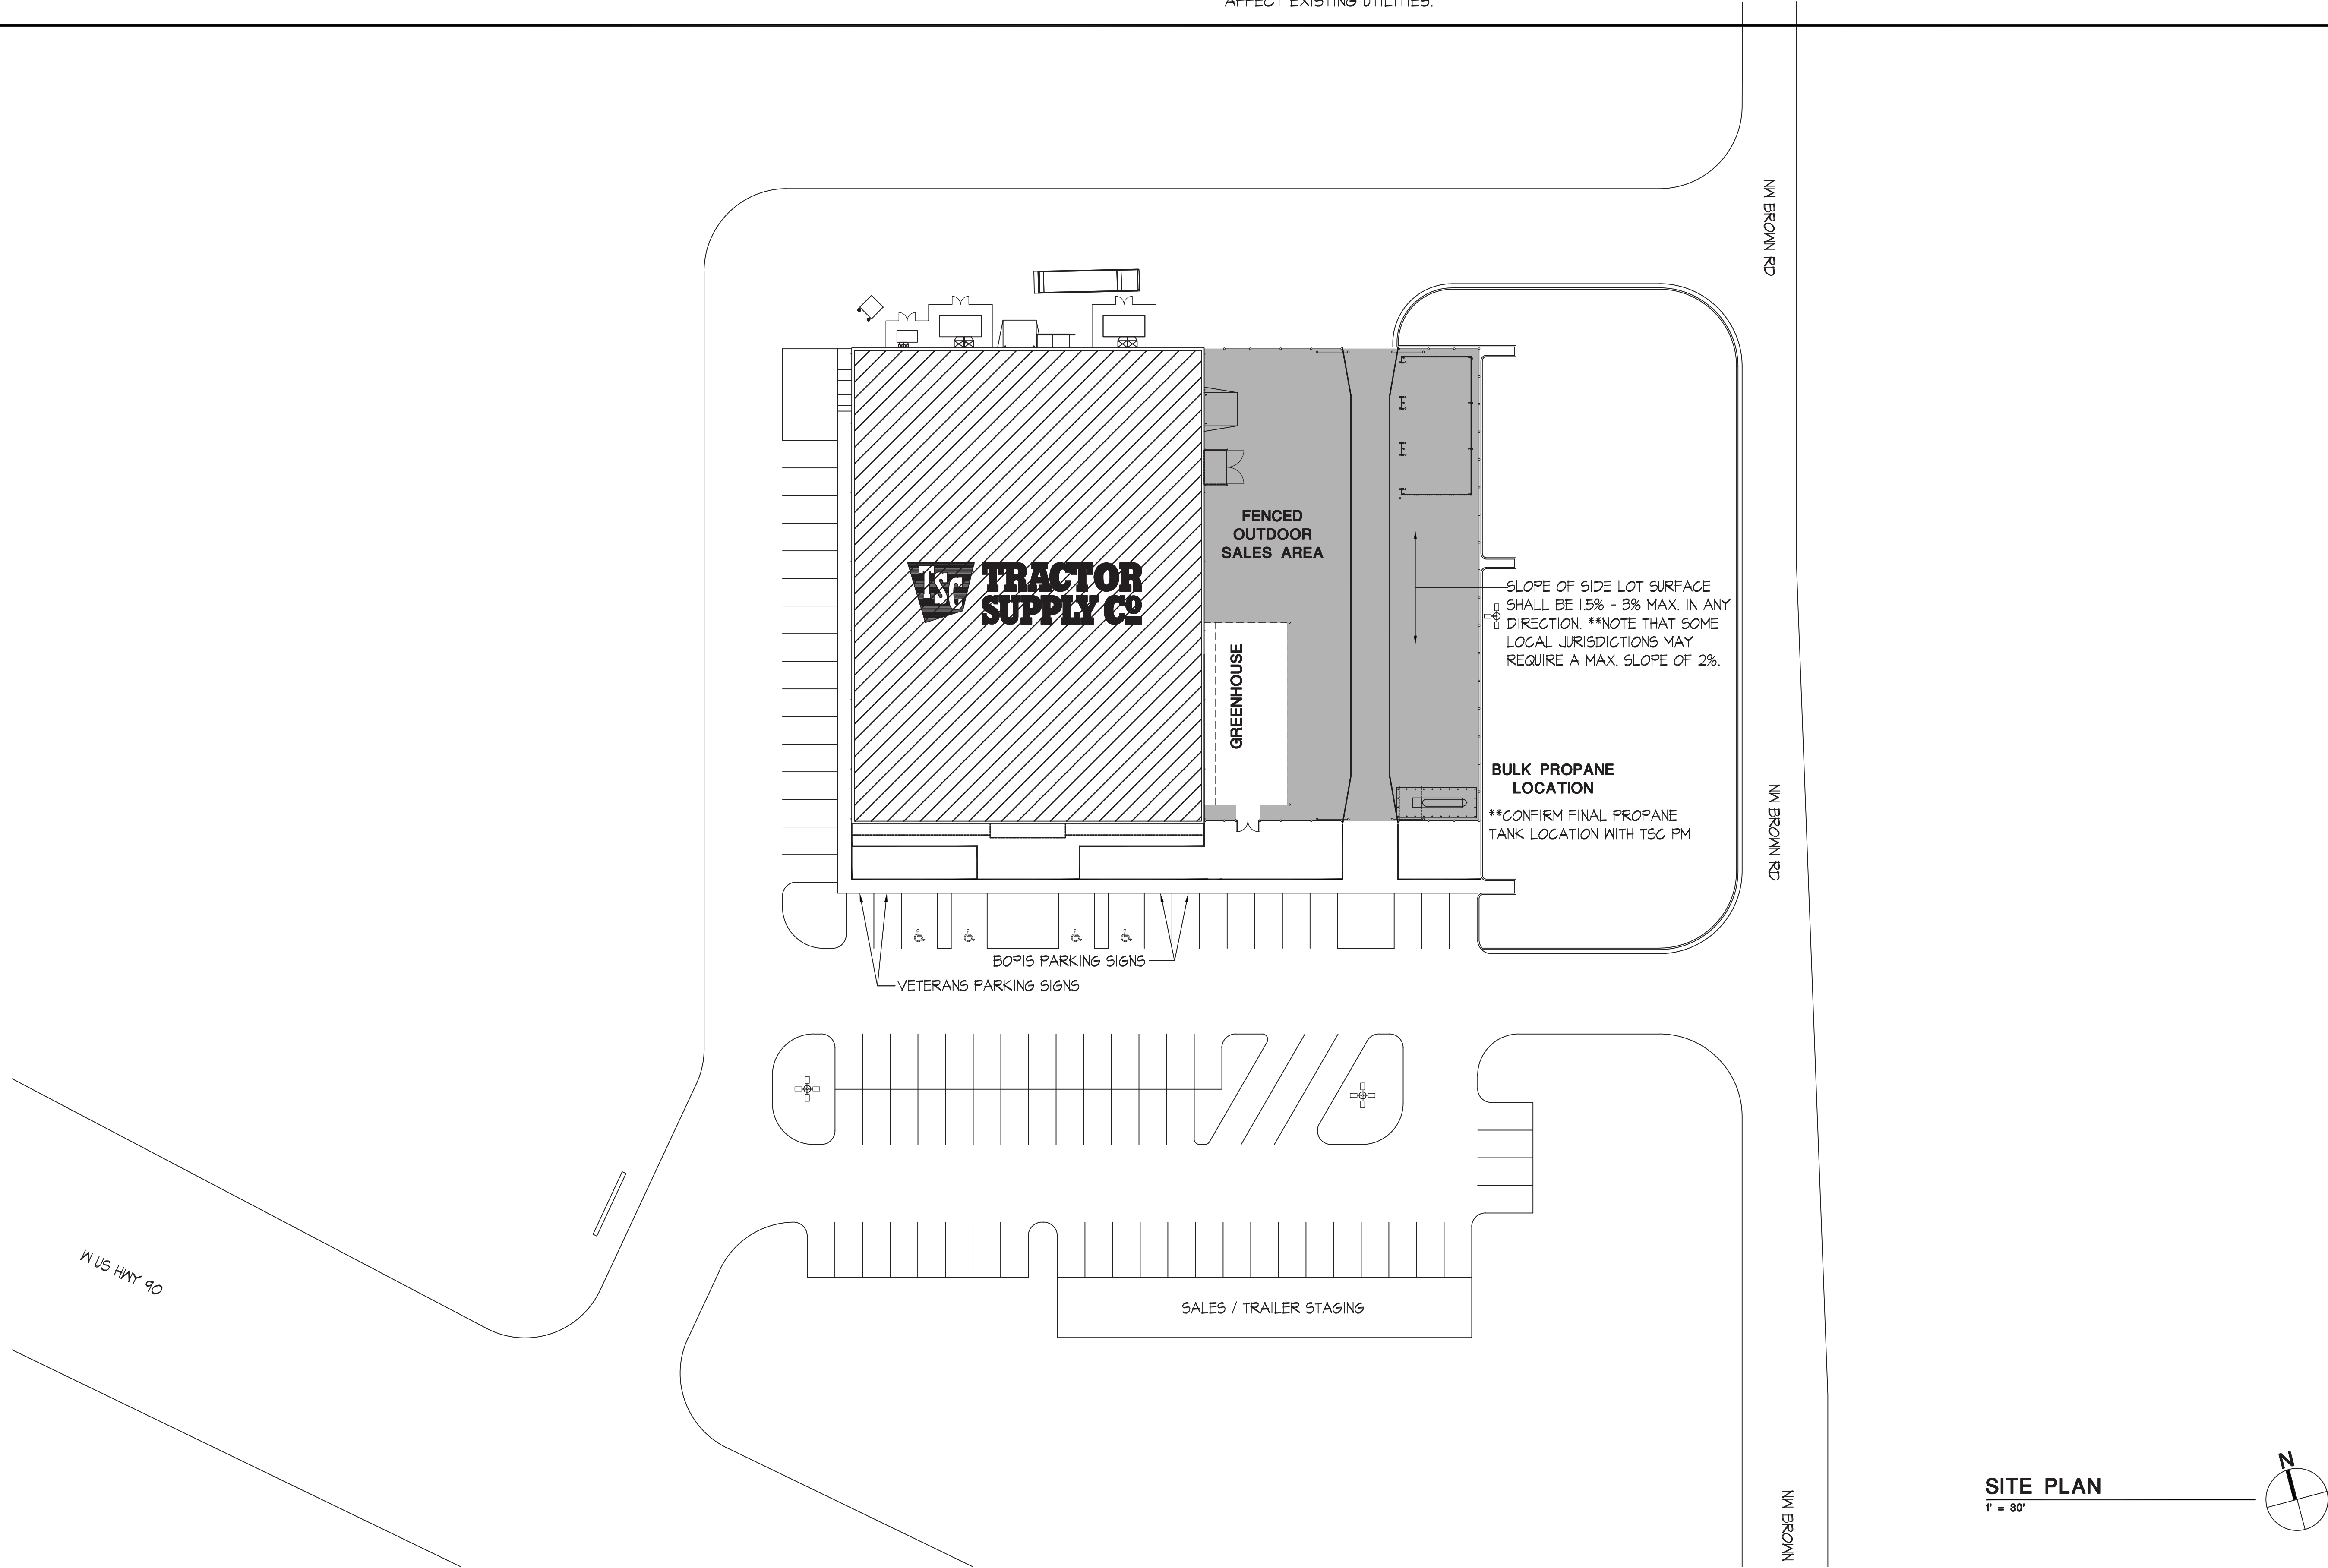 AFFECT EXISTING UTILITIES.
NW BROWN RD
FENCED
OUTDOOR
SALES AREA
TSC TRACTOR
SUPPLY CO
SLOPE OF SIDE LOT SURFACE
SHALL BE 1.5% - 3% MAX. IN ANY
DIRECTION. **NOTE THAT SOME
LOCAL JURISDICTIONS MAY
REQUIRE A MAX. SLOPE OF 2%.
GREENHOUSE
BULK PROPANE
LOCATION
**CONFIRM FINAL PROPANE
TANK LOCATION WITH TSC PM
NW BROWN RD
BOPIS PARKING SIGNS
VETERANS PARKING SIGNS
W US HWY 90
SALES / TRAILER STAGING
N
SITE PLAN
1' = 30'
NW BROWN